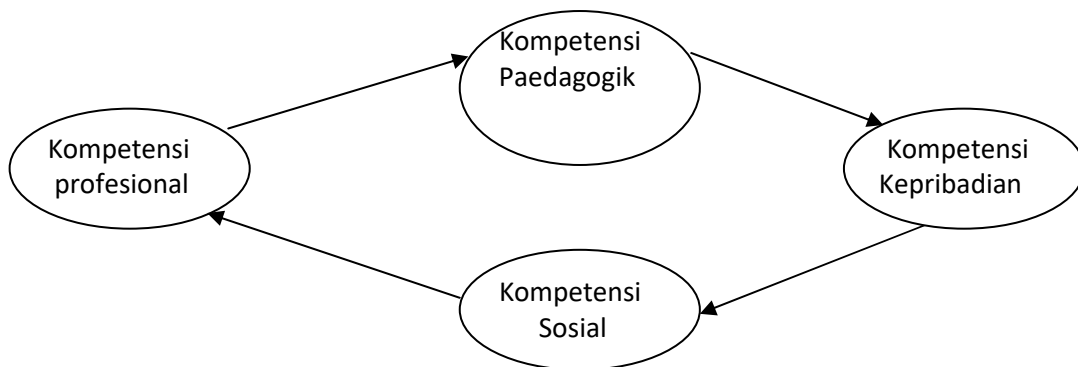 Kompetensi
Paedagogik
Kompetensi
profesional
Kompetensi
Kepribadian
Kompetensi
Sosial